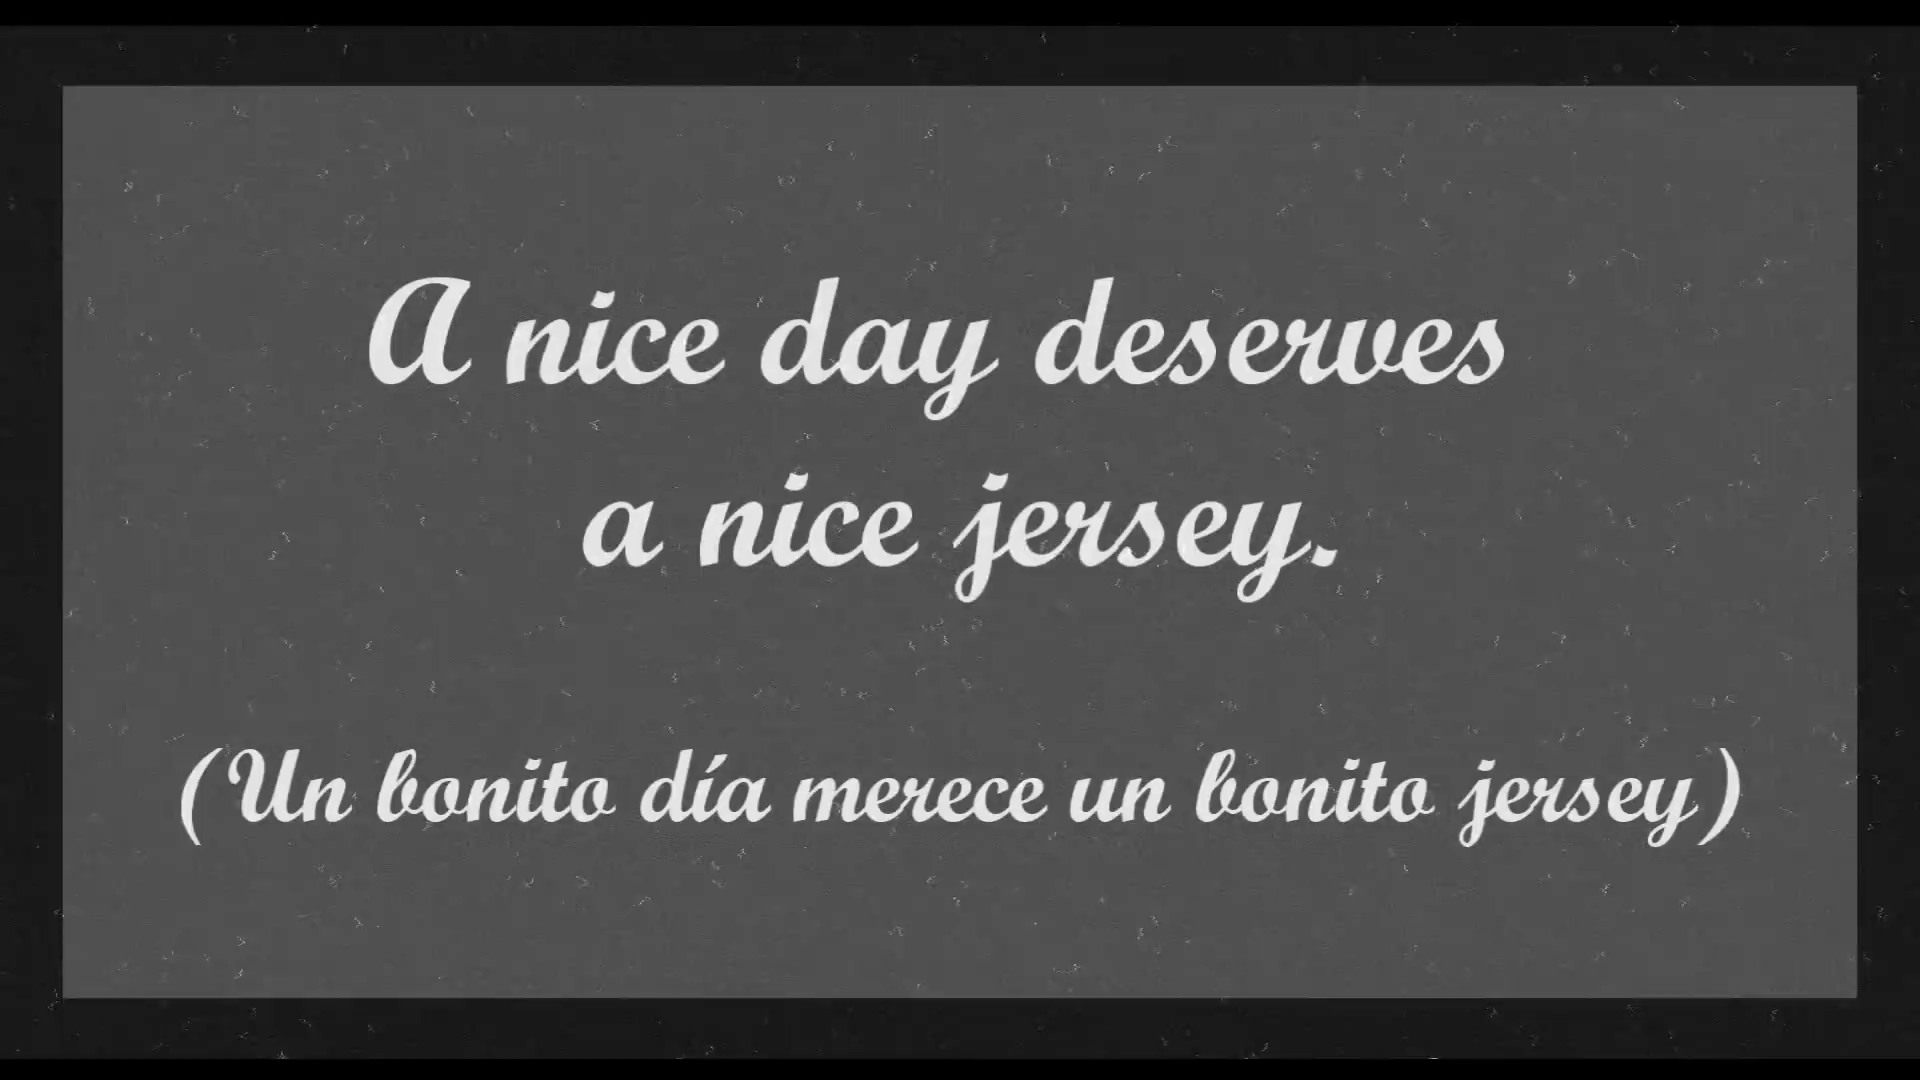 A nice day deserves
a nice jersey.
(Un bonito día merece un bonito jersey)